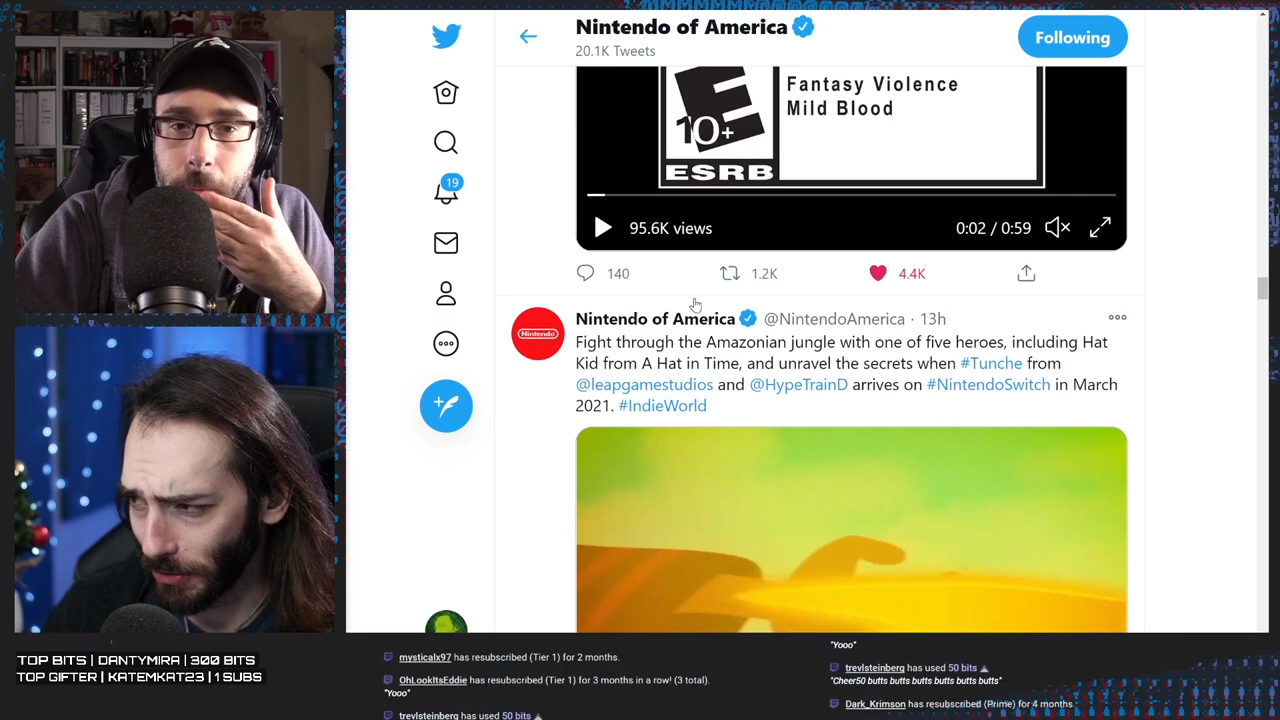 Nintendo of America
20.1K Tweets
Following
Fantasy Violence
Mild Blood
E
10+
ESRB
95.6K views
0:02 / 0:59
19
140
1.2K
4.4K
Nintendo of America @NintendoAmerica · 13h
Nintendo
Fight through the Amazonian jungle with one of five heroes, including Hat
Kid from A Hat in Time, and unravel the secrets when #Tunche from
@leapgamestudios and @HypeTrainD arrives on #NintendoSwitch in March
2021. #IndieWorld
TOP BITS | DANTYMIRA | 300 BITS
TOP GIFTER | KATEMKAT23 | 1 SUBS
mysticalx97 has resubscribed (Tier 1) for 2 months.
OhLookItsEddie has resubscribed (Tier 1) for 3 months in a row! (3 total).
"Yooo"
trevlsteinberg has used 50 bits
"Yooo"
trevlsteinberg has used 50 bits
"Cheer50 butts butts butts butts butts butts"
Dark_Krimson has resubscribed (Prime) for 4 months